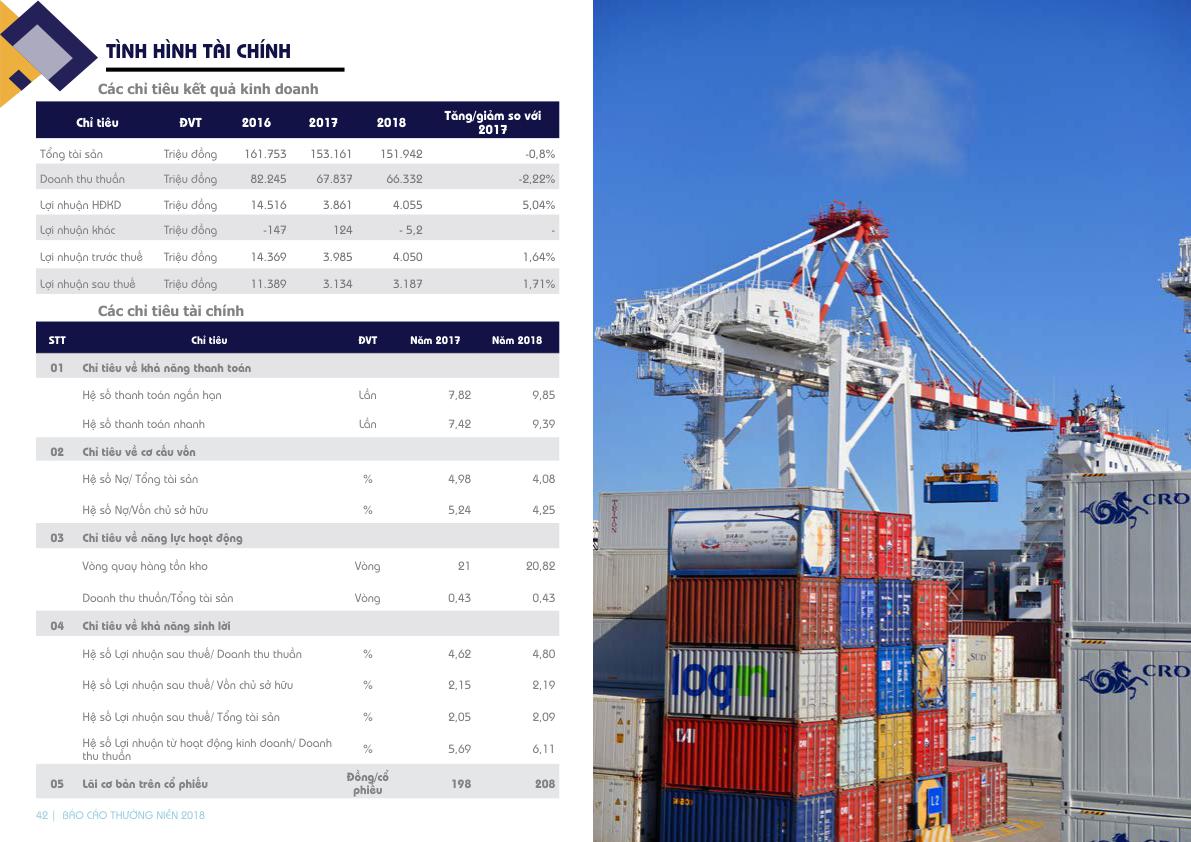 TÌNH HÌNH TÀI CHÍNH
Các chỉ tiêu kết quả kinh doanh
Chỉ tiêu ĐVT 2016 2017 2018 Tăng/giảm so với 2017
Tổng tài sản Triệu đồng 161.753 153.161 151.942 -0,8%
Doanh thu thuần Triệu đồng 82.245 67.837 66.332 -2,22%
Lợi nhuận HĐKD Triệu đồng 14.516 3.861 4.055 5,04%
Lợi nhuận khác Triệu đồng -147 124 - 5,2 -
Lợi nhuận trước thuế Triệu đồng 14.369 3.985 4.050 1,64%
Lợi nhuận sau thuế Triệu đồng 11.389 3.134 3.187 1,71%
Các chỉ tiêu tài chính
STT Chỉ tiêu ĐVT Năm 2017 Năm 2018
01 Chỉ tiêu về khả năng thanh toán
Hệ số thanh toán ngắn hạn Lần 7,82 9,85
Hệ số thanh toán nhanh Lần 7,42 9,39
02 Chỉ tiêu về cơ cấu vốn
Hệ số Nợ/ Tổng tài sản % 4,98 4,08
Hệ số Nợ/Vốn chủ sở hữu % 5,24 4,25
03 Chỉ tiêu về năng lực hoạt động
Vòng quay hàng tồn kho Vòng 21 20,82
Doanh thu thuần/Tổng tài sản Vòng 0,43 0,43
04 Chỉ tiêu về khả năng sinh lời
Hệ số Lợi nhuận sau thuế/ Doanh thu thuần % 4,62 4,80
Hệ số Lợi nhuận sau thuế/ Vốn chủ sở hữu % 2,15 2,19
Hệ số Lợi nhuận sau thuế/ Tổng tài sản % 2,05 2,09
Hệ số Lợi nhuận từ hoạt động kinh doanh/ Doanh
thu thuần % 5,69 6,11
05 Lãi cơ bản trên cổ phiếu Đồng/cổ phiếu 198 208
42 | BÁO CÁO THƯỜNG NIÊN 2018
TRITON
CRO
SUD
login.
CRO
DAI
L2